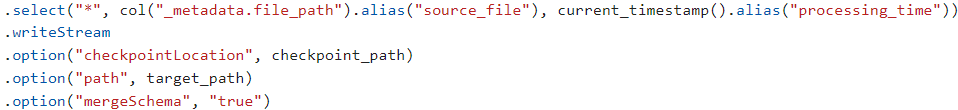 .select("*", col("_metadata.file_path").alias("source_file"), current_timestamp().alias("processing_time"))
.writeStream
.option("checkpointLocation", checkpoint_path)
.option("path", target_path)
.option("mergeSchema", "true")